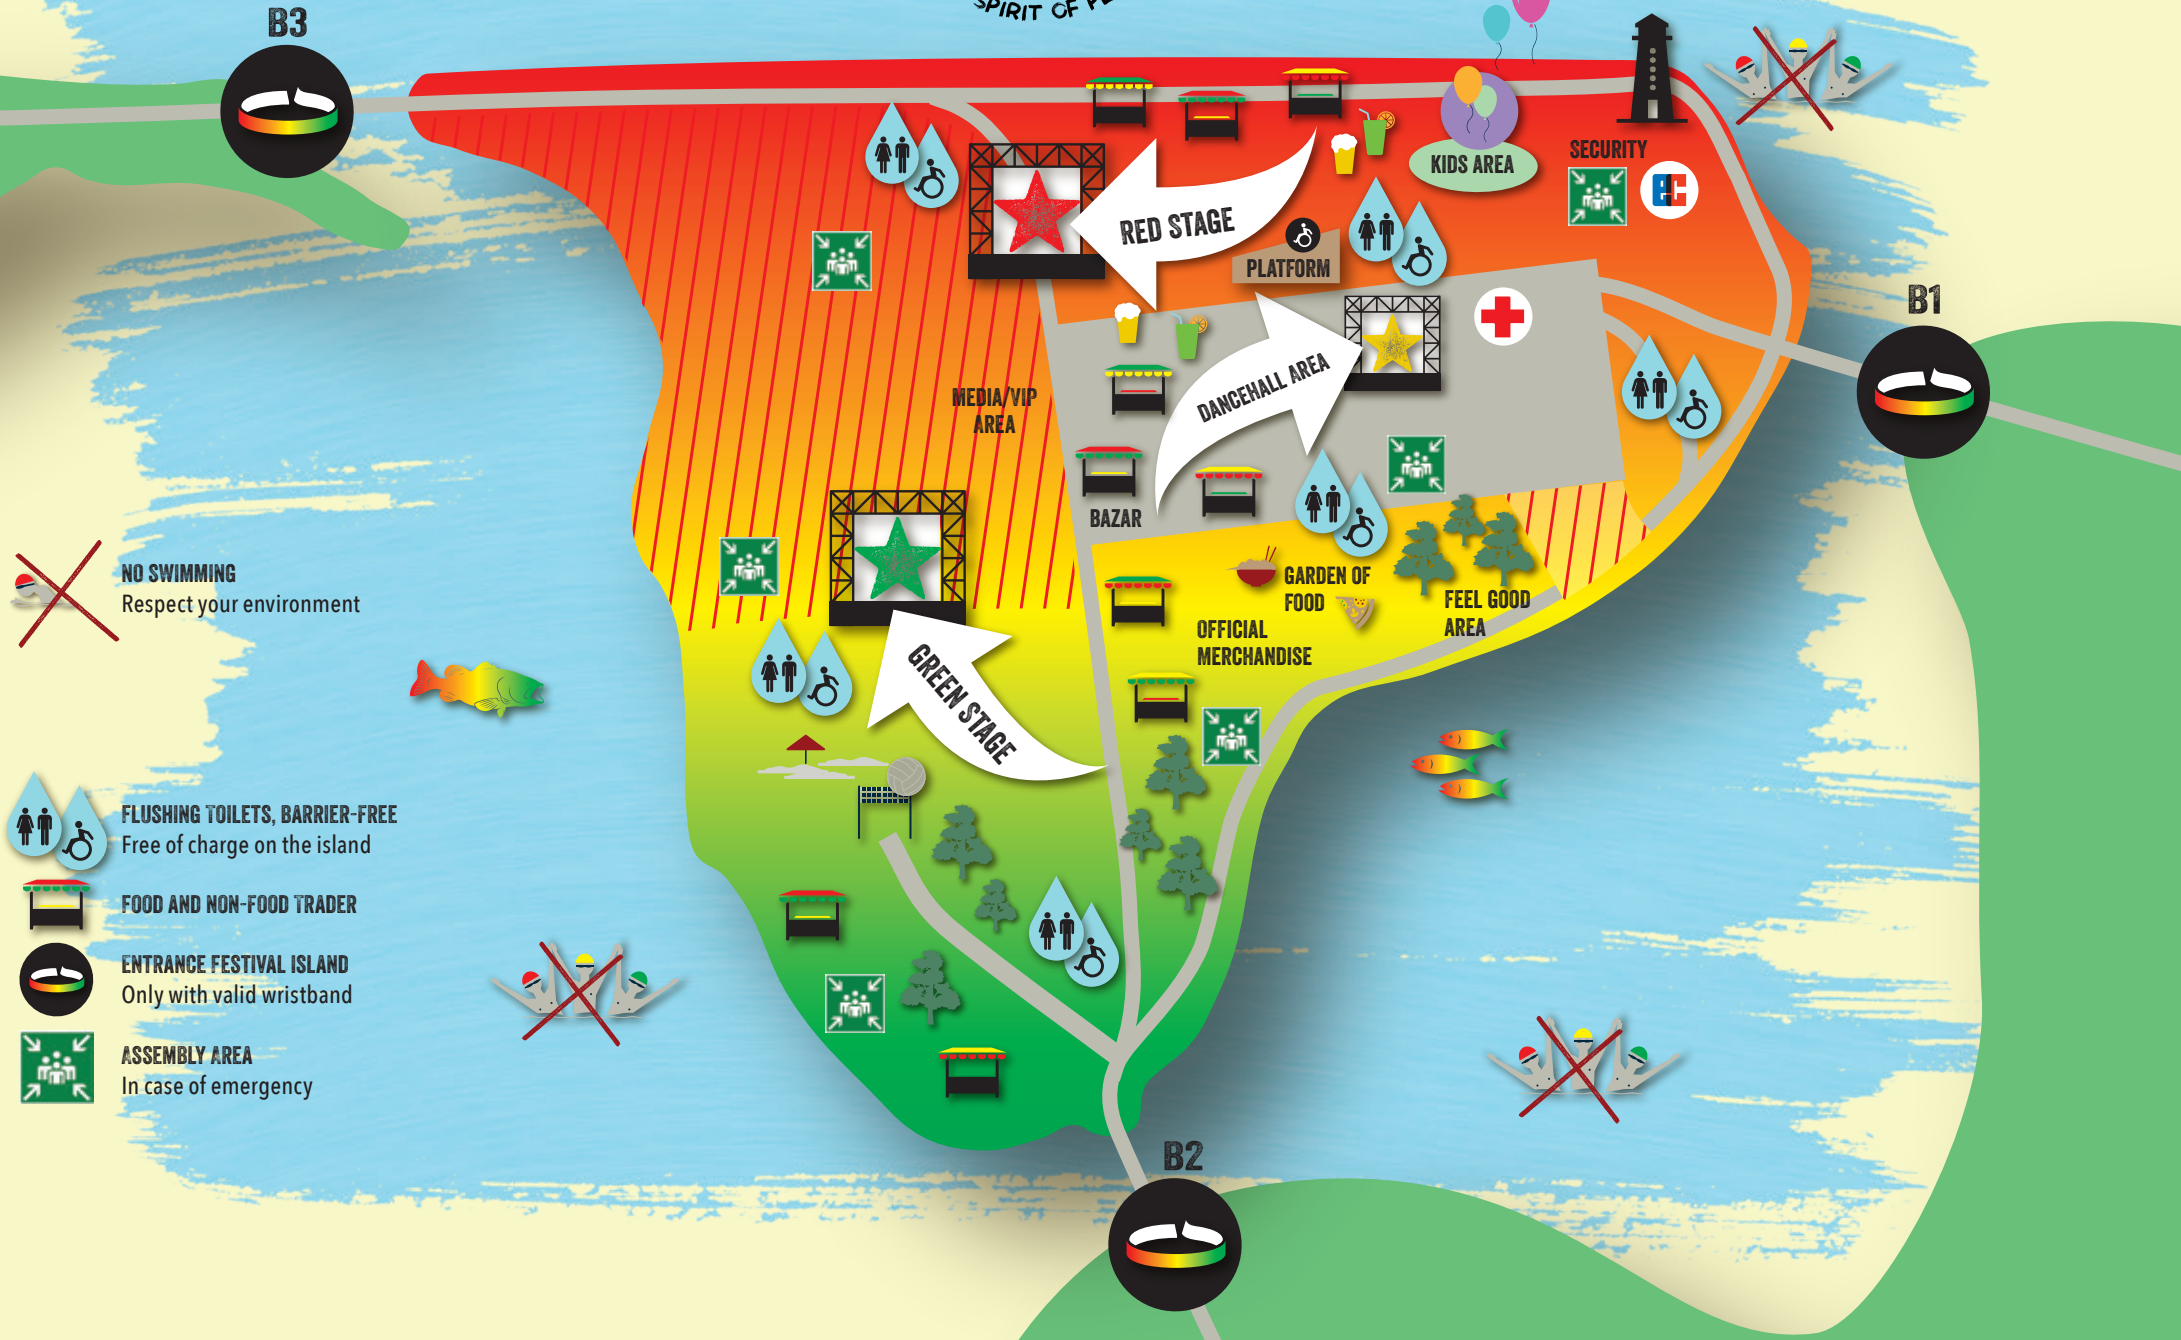 SPIRIT OF
B3
KIDS AREA
SECURITY
ec
RED STAGE
PLATFORM
B1
DANCEHALL AREA
MEDIA/VIP
AREA
BAZAR
GARDEN OF
FOOD
FEEL GOOD
AREA
OFFICIAL
MERCHANDISE
GREEN STAGE
NO SWIMMING
Respect your environment
FLUSHING TOILETS, BARRIER-FREE
Free of charge on the island
FOOD AND NON-FOOD TRADER
ENTRANCE FESTIVAL ISLAND
Only with valid wristband
ASSEMBLY AREA
In case of emergency
B2